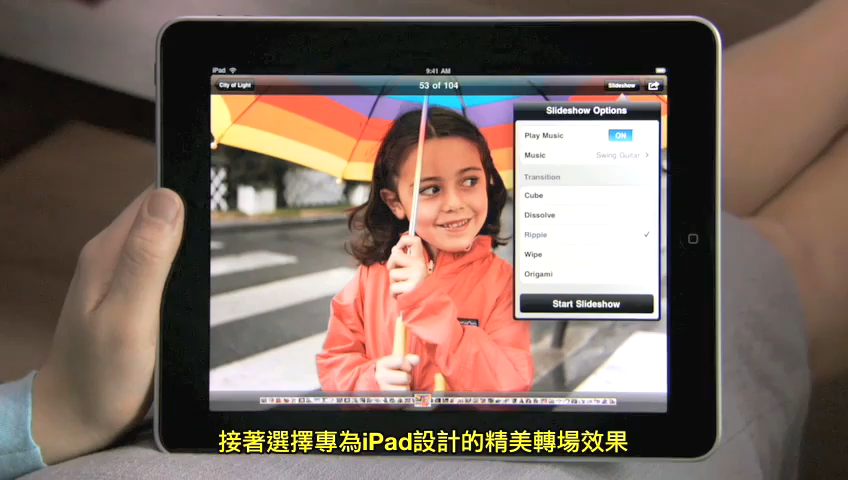 iPad 9:41 AM
City of Light 53 of 104 Slideshow
Slideshow Options
Play Music ON
Music Swing Guitar
Transition
Cube
Dissolve
Ripple
Wipe
Origami
Start Slideshow
接著選擇專為iPad設計的精美轉場效果